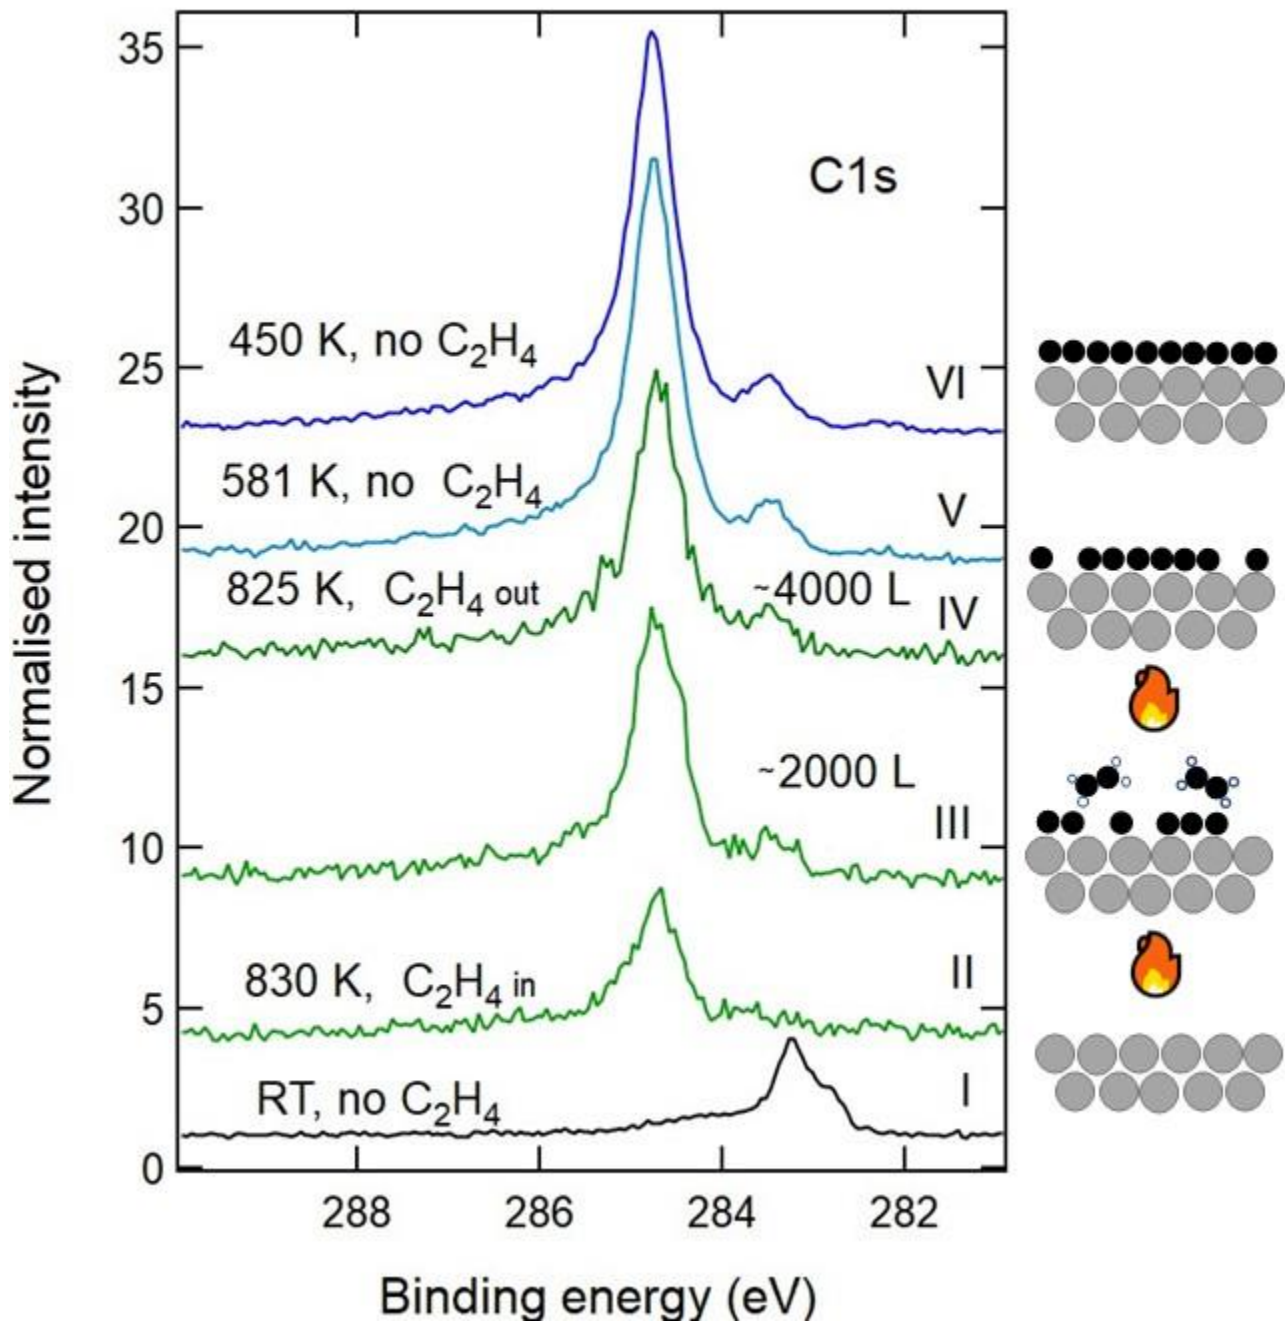 35
C1s
30
450 K, no C₂H₄
25
VI
581 K, no C₂H₄
V
20
825 K, C₂H₄ out
~4000 L
IV
15
~2000 L
III
10
830 K, C₂H₄ in
II
5
RT, no C₂H₄
I
0
288 286 284 282
Binding energy (eV)
Normalised intensity